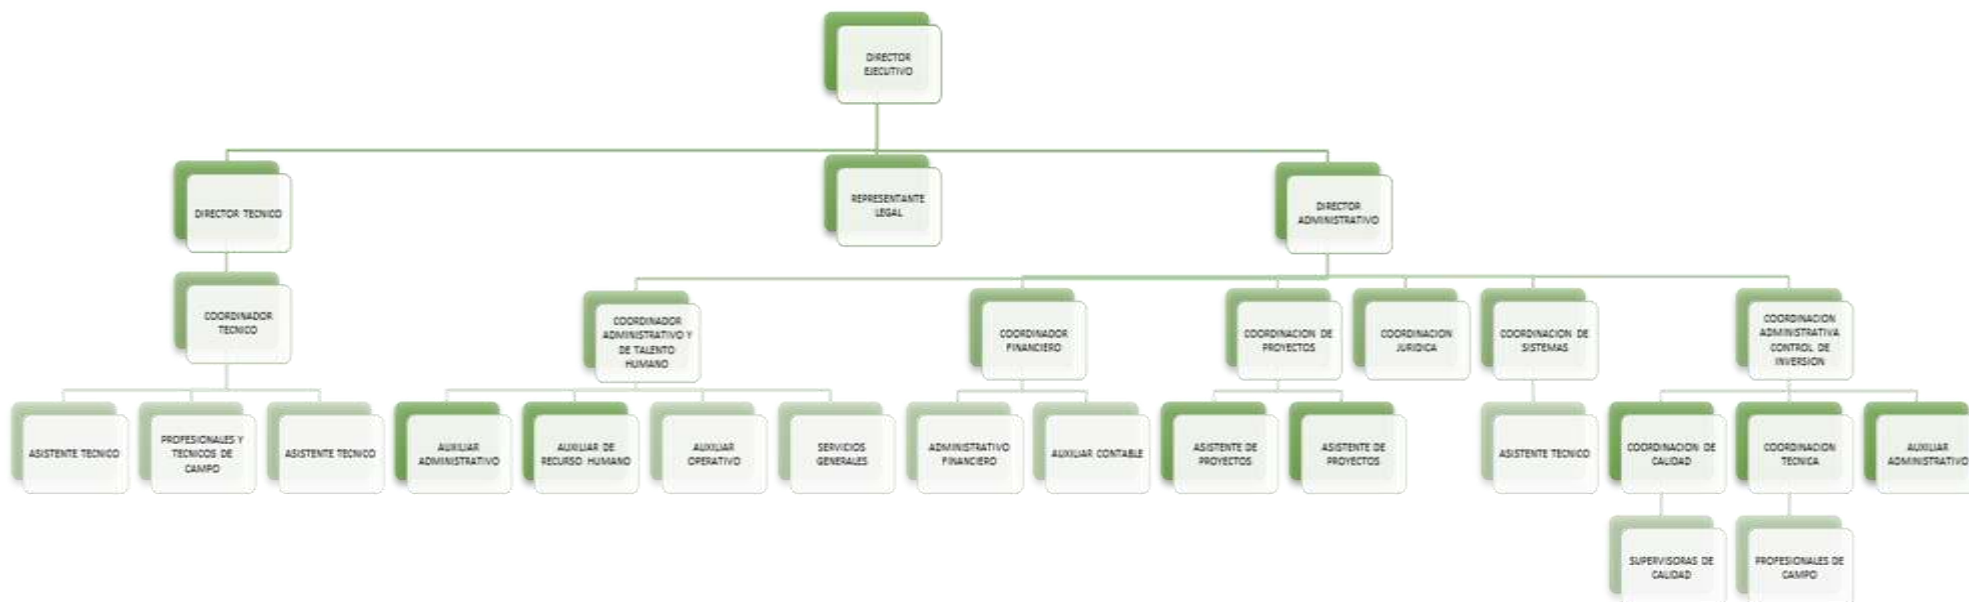 DIRECTOR
EJECUTIVO
DIRECTOR TECNICO
REPRESENTANTE
LEGAL
DIRECTOR
ADMINISTRATIVO
COORDINADOR
TECNICO
COORDINADOR
ADMINISTRATIVO Y
DE TALENTO
HUMANO
COORDINADOR
FINANCIERO
COORDINACION DE
PROYECTOS
COORDINACION
JURIDICA
COORDINACION DE
SISTEMAS
COORDINACION
ADMINISTRATIVA
CONTROL DE
INVERSION
ASISTENTE TECNICO
PROFESIONALES Y
TECNICOS DE
CAMPO
ASISTENTE TECNICO
AUXILIAR
ADMINISTRATIVO
AUXILIAR DE
RECURSO HUMANO
AUXILIAR
OPERATIVO
SERVICIOS
GENERALES
ADMINISTRATIVO
FINANCIERO
AUXILIAR CONTABLE
ASISTENTE DE
PROYECTOS
ASISTENTE DE
PROYECTOS
ASISTENTE TECNICO
COORDINACION DE
CALIDAD
COORDINACION
TECNICA
AUXILIAR
ADMINISTRATIVO
SUPERVISORAS DE
CALIDAD
PROFESIONALES DE
CAMPO